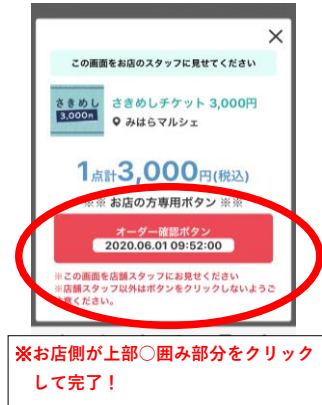 ×
この画面をお店のスタッフに見せてください
さきめし
3,000円
さきめしチケット 3,000円
みはらマルシェ
1点計3,000円(税込)
※※ お店の方専用ボタン ※※
オーダー確認ボタン
2020.06.01 09:52:00
※この画面を店舗スタッフにお見せください
※店舗スタッフ以外はボタンをクリックしないようご
注意ください。
※お店側が上部○囲み部分をクリック
して完了！